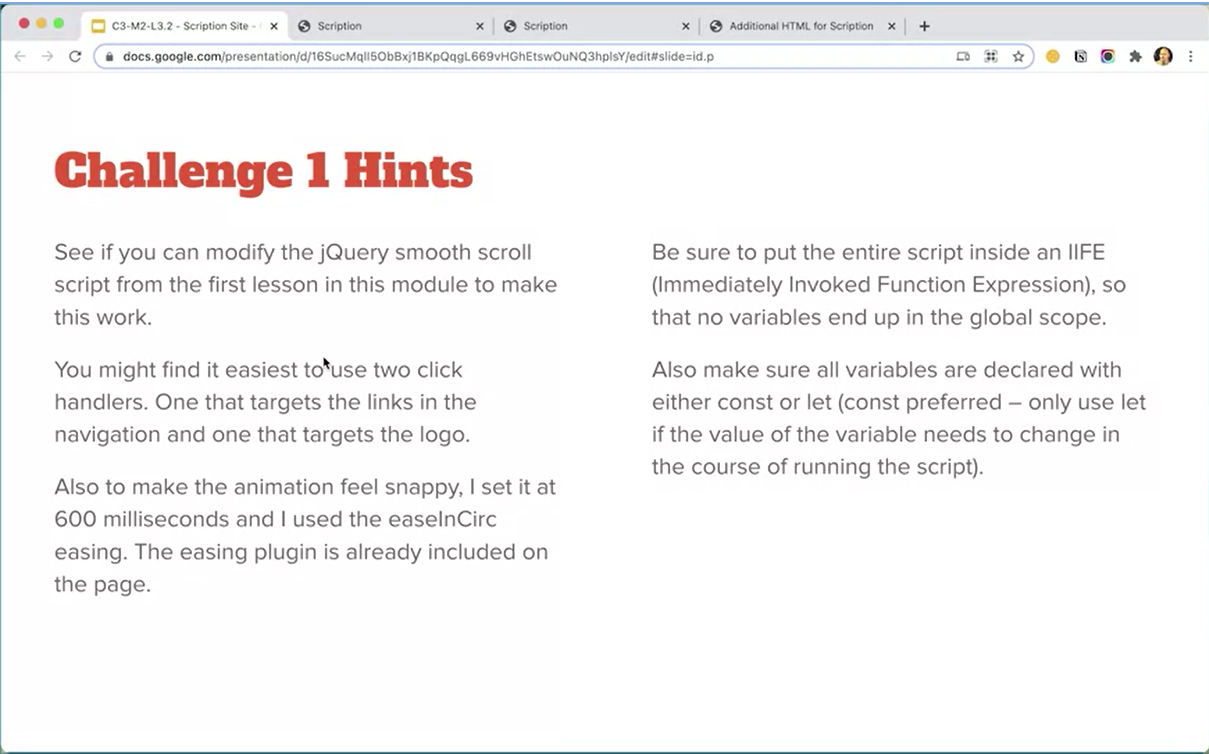 C3-M2-L3.2 - Scription Site -
Scription
Scription
Additional HTML for Scription
docs.google.com/presentation/d/16SucMqIl5ObBxj1BKpQqgL669vHGhEtswOuNQ3hplsY/edit#slide=id.p
Challenge 1 Hints
See if you can modify the jQuery smooth scroll
script from the first lesson in this module to make
this work.
You might find it easiest to use two click
handlers. One that targets the links in the
navigation and one that targets the logo.
Also to make the animation feel snappy, I set it at
600 milliseconds and I used the easeInCirc
easing. The easing plugin is already included on
the page.
Be sure to put the entire script inside an IIFE
(Immediately Invoked Function Expression), so
that no variables end up in the global scope.
Also make sure all variables are declared with
either const or let (const preferred – only use let
if the value of the variable needs to change in
the course of running the script).